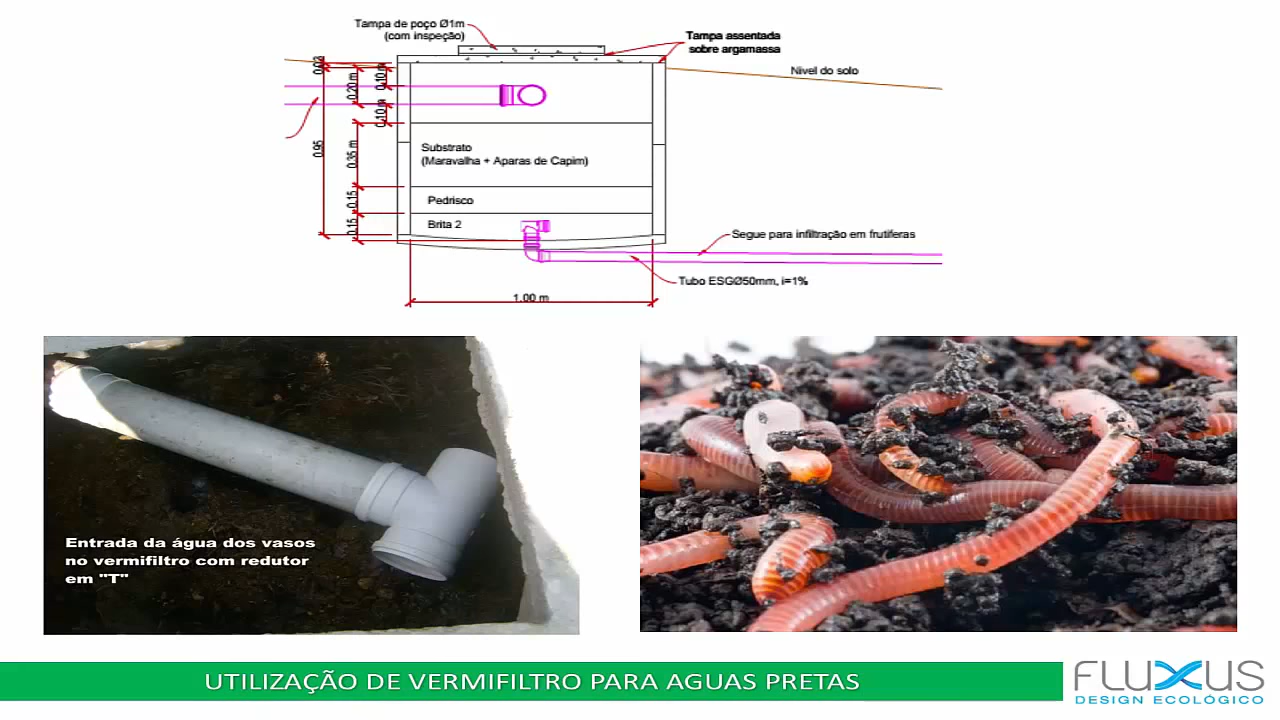 Tampa de poço Ø1m
(com inspeção)
Tampa assentada
sobre argamassa
Nivel do solo
0.02
0.20 m
0.10 m
0.10 m
0.95
0.35 m
0.15
0.15
Substrato
(Maravalha + Aparas de Capim)
Pedrisco
Brita 2
Segue para infiltração em frutíferas
Tubo ESGØ50mm, i=1%
1.00 m
Entrada da água dos vasos
no vermifiltro com redutor
em "T"
UTILIZAÇÃO DE VERMIFILTRO PARA AGUAS PRETAS
FLUXUS
DESIGN ECOLÓGICO